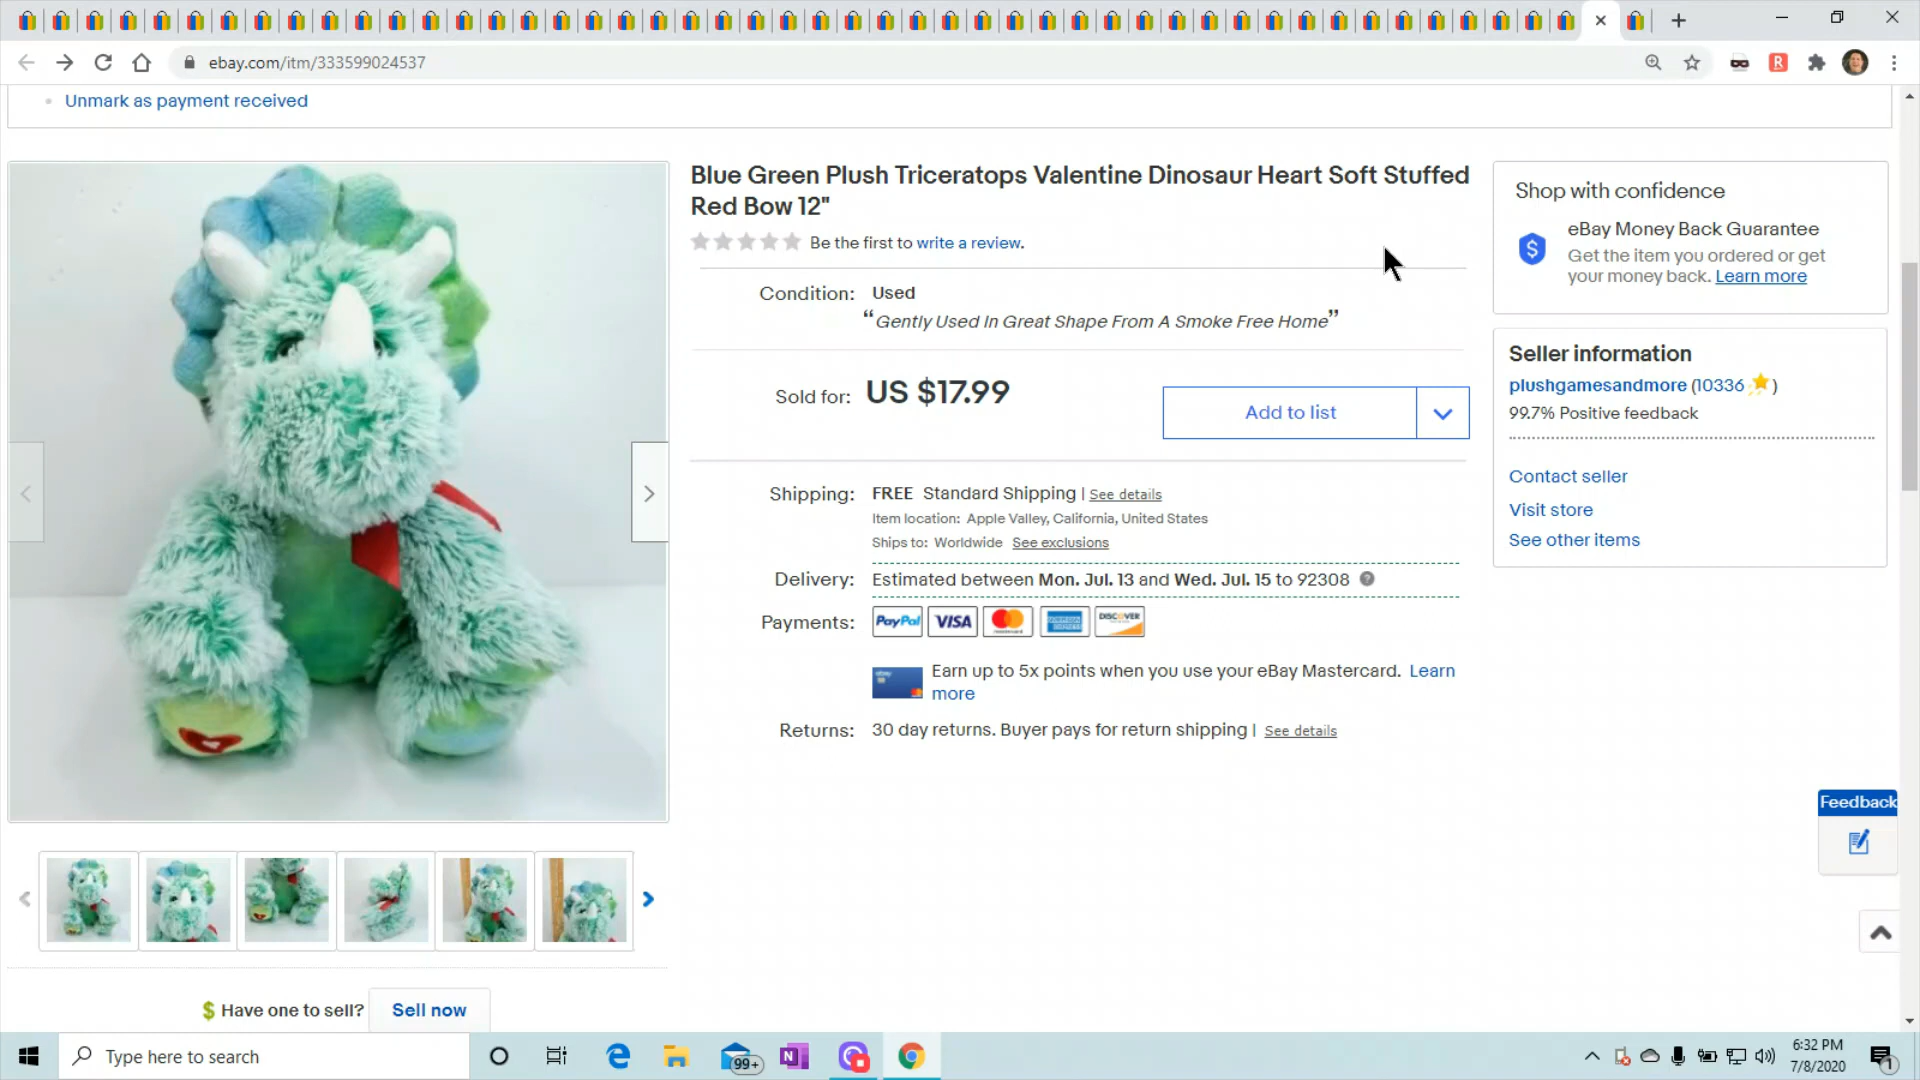 ebay.com/itm/333599024537
R
Unmark as payment received
Blue Green Plush Triceratops Valentine Dinosaur Heart Soft Stuffed
Red Bow 12"
Be the first to write a review.
Condition: Used
“Gently Used In Great Shape From A Smoke Free Home”
Sold for: US $17.99
Add to list
Shipping: FREE Standard Shipping | See details
Item location: Apple Valley, California, United States
Ships to: Worldwide See exclusions
Delivery: Estimated between Mon. Jul. 13 and Wed. Jul. 15 to 92308
Payments: PayPal VISA mastercard AMERICAN EXPRESS DISCOVER
Earn up to 5x points when you use your eBay Mastercard. Learn
more
Returns: 30 day returns. Buyer pays for return shipping | See details
Shop with confidence
eBay Money Back Guarantee
Get the item you ordered or get
your money back. Learn more
Seller information
plushgamesandmore (10336 )
99.7% Positive feedback
Contact seller
Visit store
See other items
Feedback
$ Have one to sell? Sell now
Type here to search
99+
N
6:32 PM
7/8/2020
1